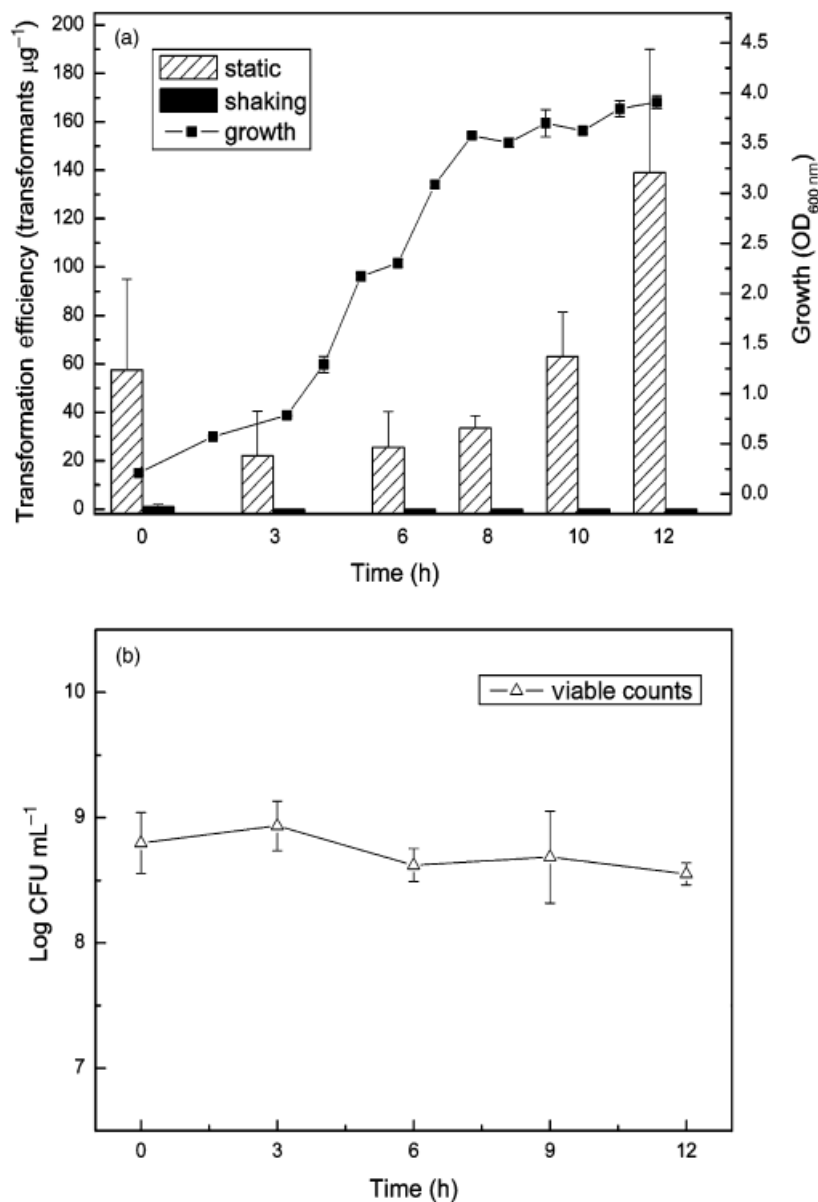 (a)
static
shaking
growth
Transformation efficiency (transformants µg⁻¹)
200
180
160
140
120
100
80
60
40
20
0
4.5
4.0
3.5
3.0
2.5
2.0
1.5
1.0
0.5
0.0
Growth (OD₆₀₀ nm)
0 3 6 8 10 12
Time (h)
(b)
viable counts
Log CFU mL⁻¹
10
9
8
7
0 3 6 9 12
Time (h)